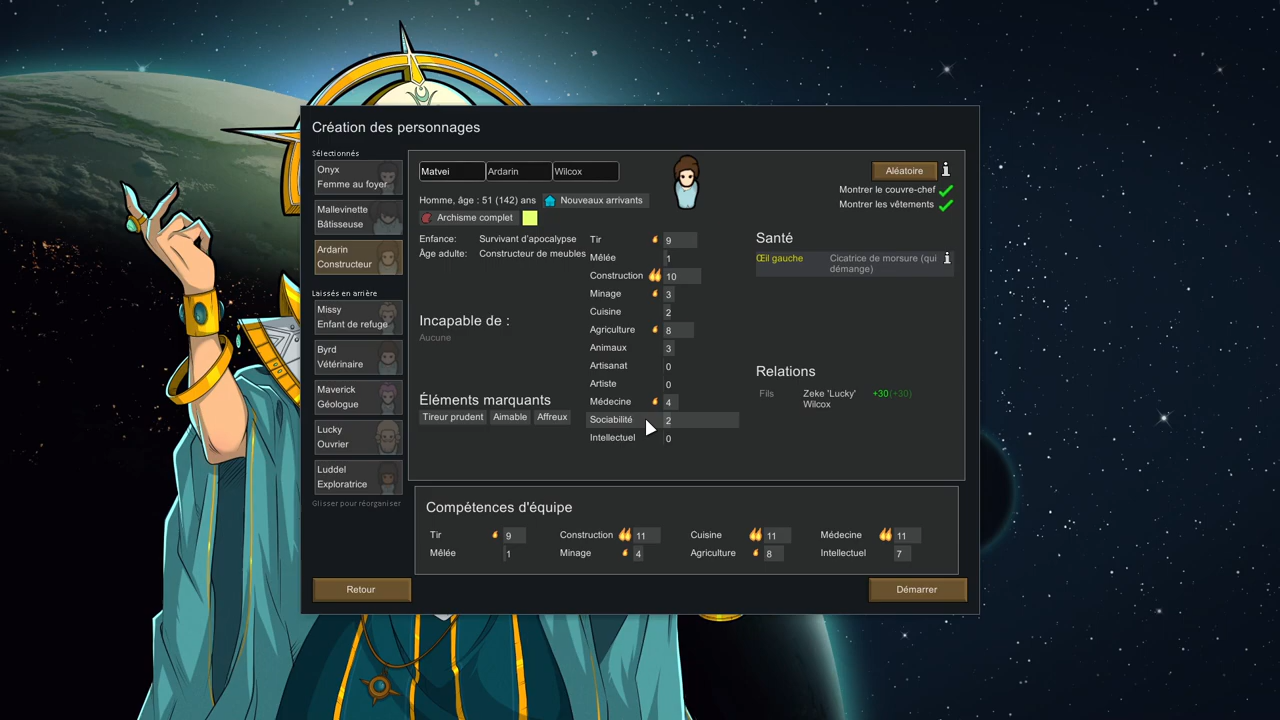 Création des personnages
Sélectionnés
Onyx
Femme au foyer
Mallevinette
Bâtisseuse
Ardarin
Constructeur
Laissés en arrière
Missy
Enfant de refuge
Byrd
Vétérinaire
Maverick
Géologue
Lucky
Ouvrier
Luddel
Exploratrice
Glisser pour réorganiser
Matvei Ardarin Wilcox
Homme, âge : 51 (142) ans Nouveaux arrivants
Archisme complet
Enfance: Survivant d'apocalypse
Âge adulte: Constructeur de meubles
Incapable de :
Aucune
Éléments marquants
Tireur prudent Aimable Affreux
Tir 9
Mêlée 1
Construction 10
Minage 3
Cuisine 2
Agriculture 8
Animaux 3
Artisanat 0
Artiste 0
Médecine 4
Sociabilité 2
Intellectuel 0
Aléatoire
Montrer le couvre-chef
Montrer les vêtements
Santé
Œil gauche Cicatrice de morsure (qui
démange)
Relations
Fils Zeke 'Lucky' +30(+30)
Wilcox
Compétences d'équipe
Tir 9 Construction 11 Cuisine 11 Médecine 11
Mêlée 1 Minage 4 Agriculture 8 Intellectuel 7
Retour
Démarrer